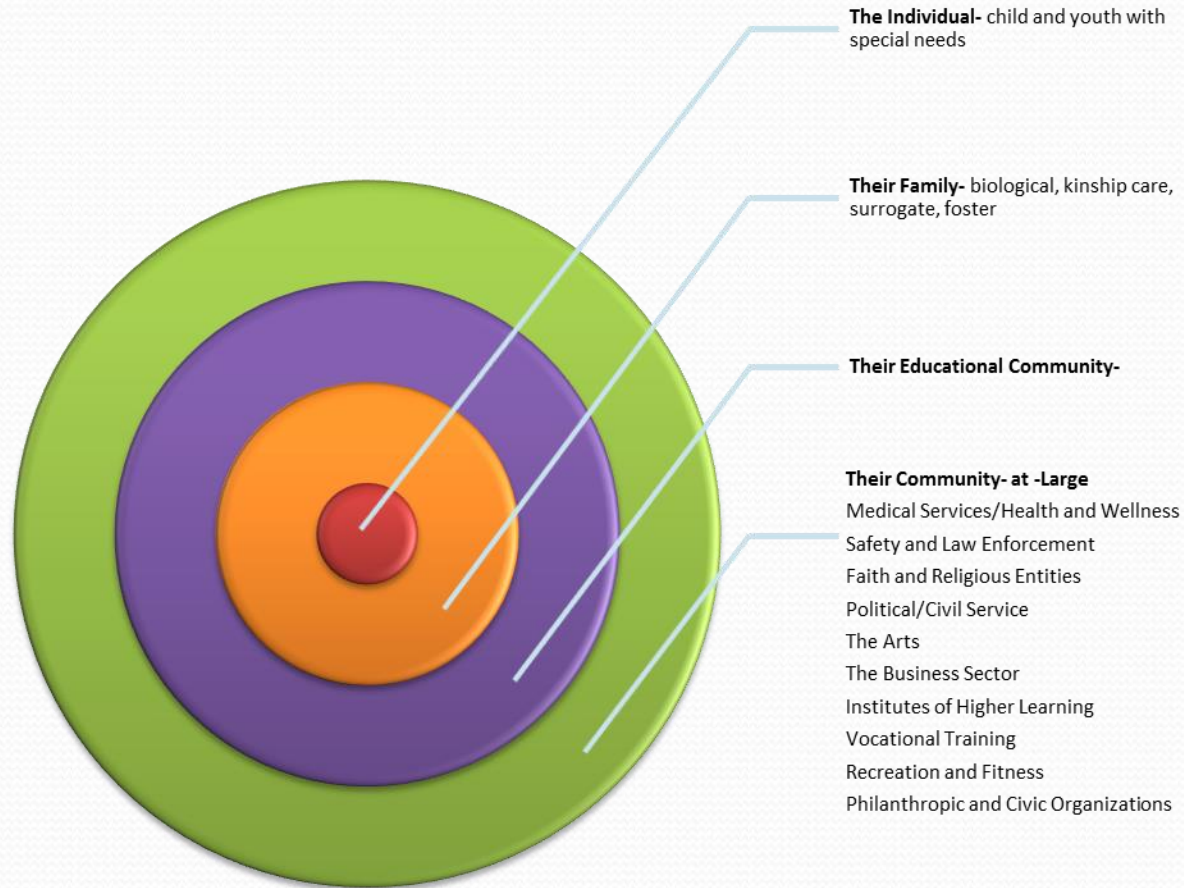 The Individual- child and youth with
special needs
Their Family- biological, kinship care,
surrogate, foster
Their Educational Community-
Their Community- at -Large
Medical Services/Health and Wellness
Safety and Law Enforcement
Faith and Religious Entities
Political/Civil Service
The Arts
The Business Sector
Institutes of Higher Learning
Vocational Training
Recreation and Fitness
Philanthropic and Civic Organizations